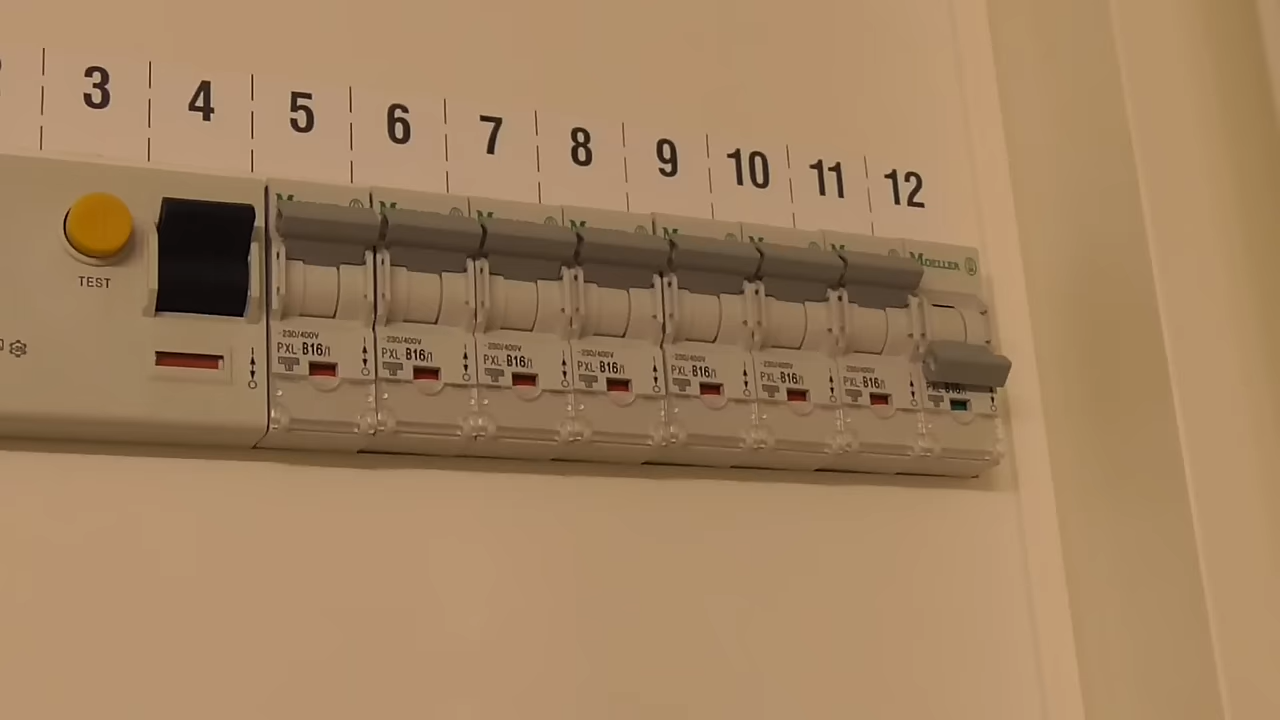 3 4 5 6 7 8 9 10 11 12
MOELLER
TEST
~230/400V
PXL-B16/1
~230/400V
PXL-B16/1
~230/400V
PXL-B16/1
~230/400V
PXL-B16/1
~230/400V
PXL-B16/1
~230/400V
PXL-B16/1
~230/400V
PXL-B16/1